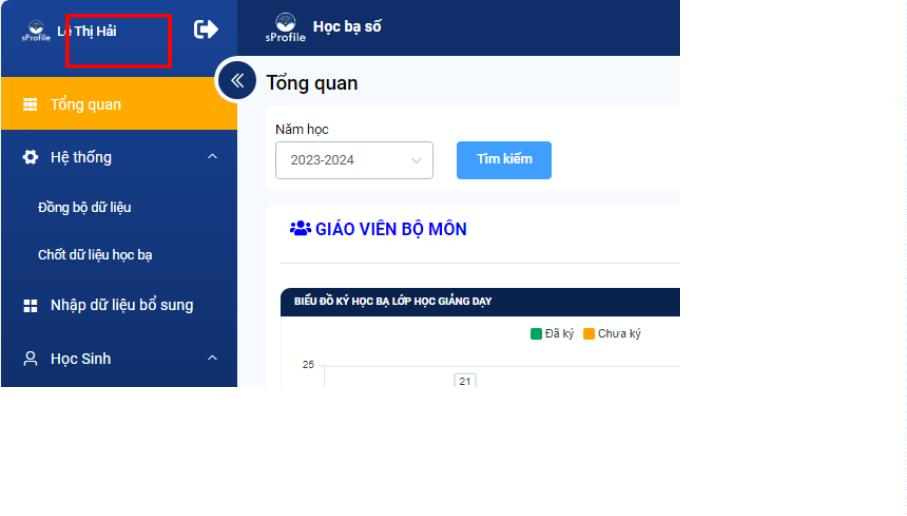 sProfile Lê Thị Hải
sProfile Học bạ số
Tổng quan
Tổng quan
Năm học
2023-2024 Tìm kiếm
Hệ thống
Đồng bộ dữ liệu
Chốt dữ liệu học bạ
Nhập dữ liệu bổ sung
Học Sinh
GIÁO VIÊN BỘ MÔN
BIỂU ĐỒ KÝ HỌC BẠ LỚP HỌC GIẢNG DẠY
Đã ký Chưa ký
25
21